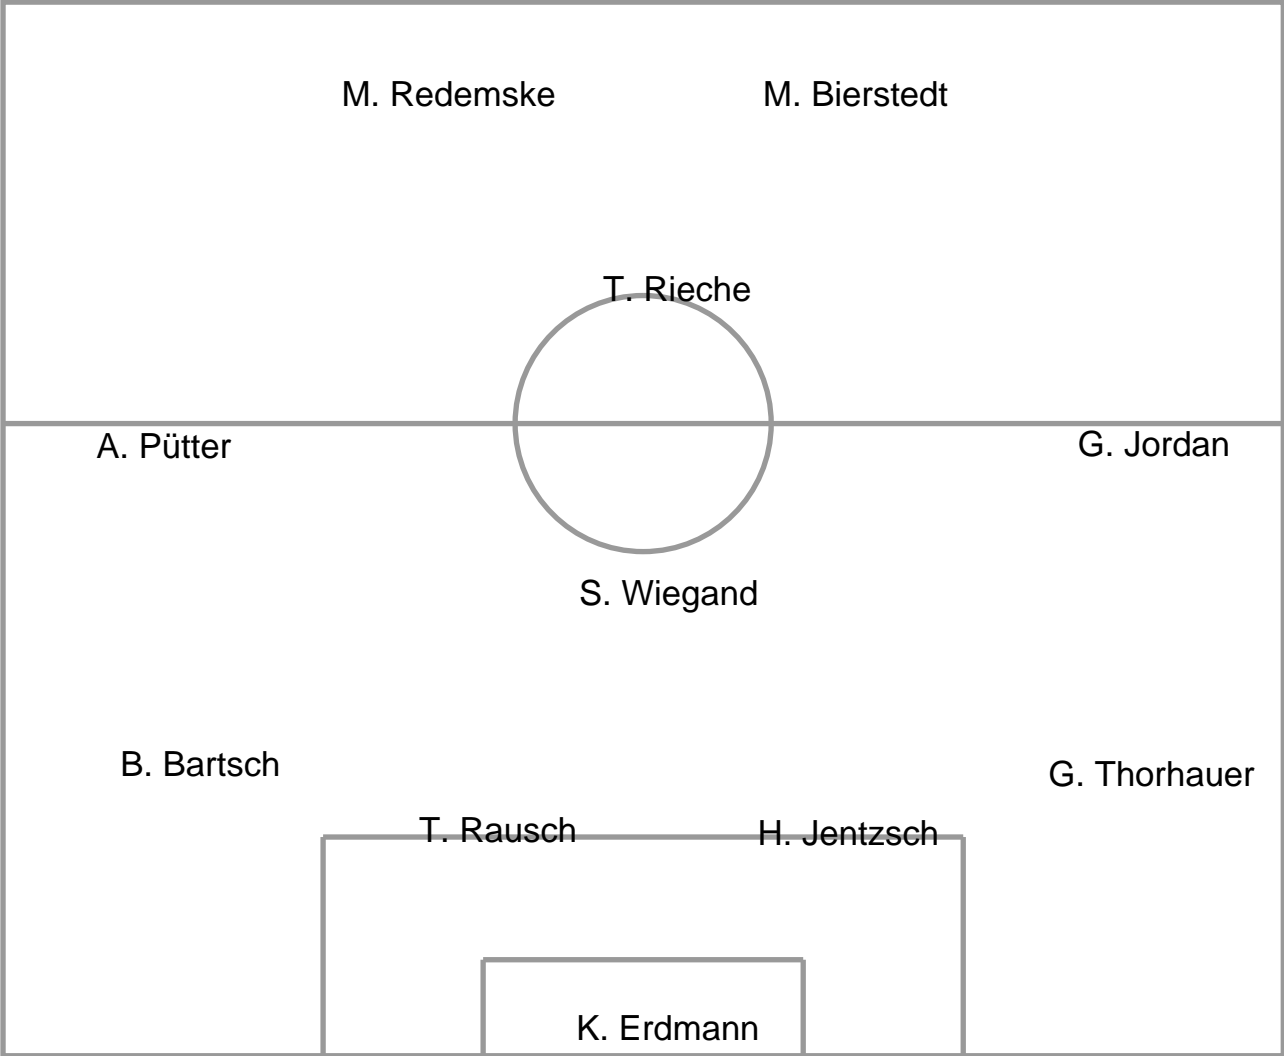 M. Redemske
M. Bierstedt
T. Rieche
A. Pütter
G. Jordan
S. Wiegand
B. Bartsch
G. Thorhauer
T. Rausch
H. Jentzsch
K. Erdmann